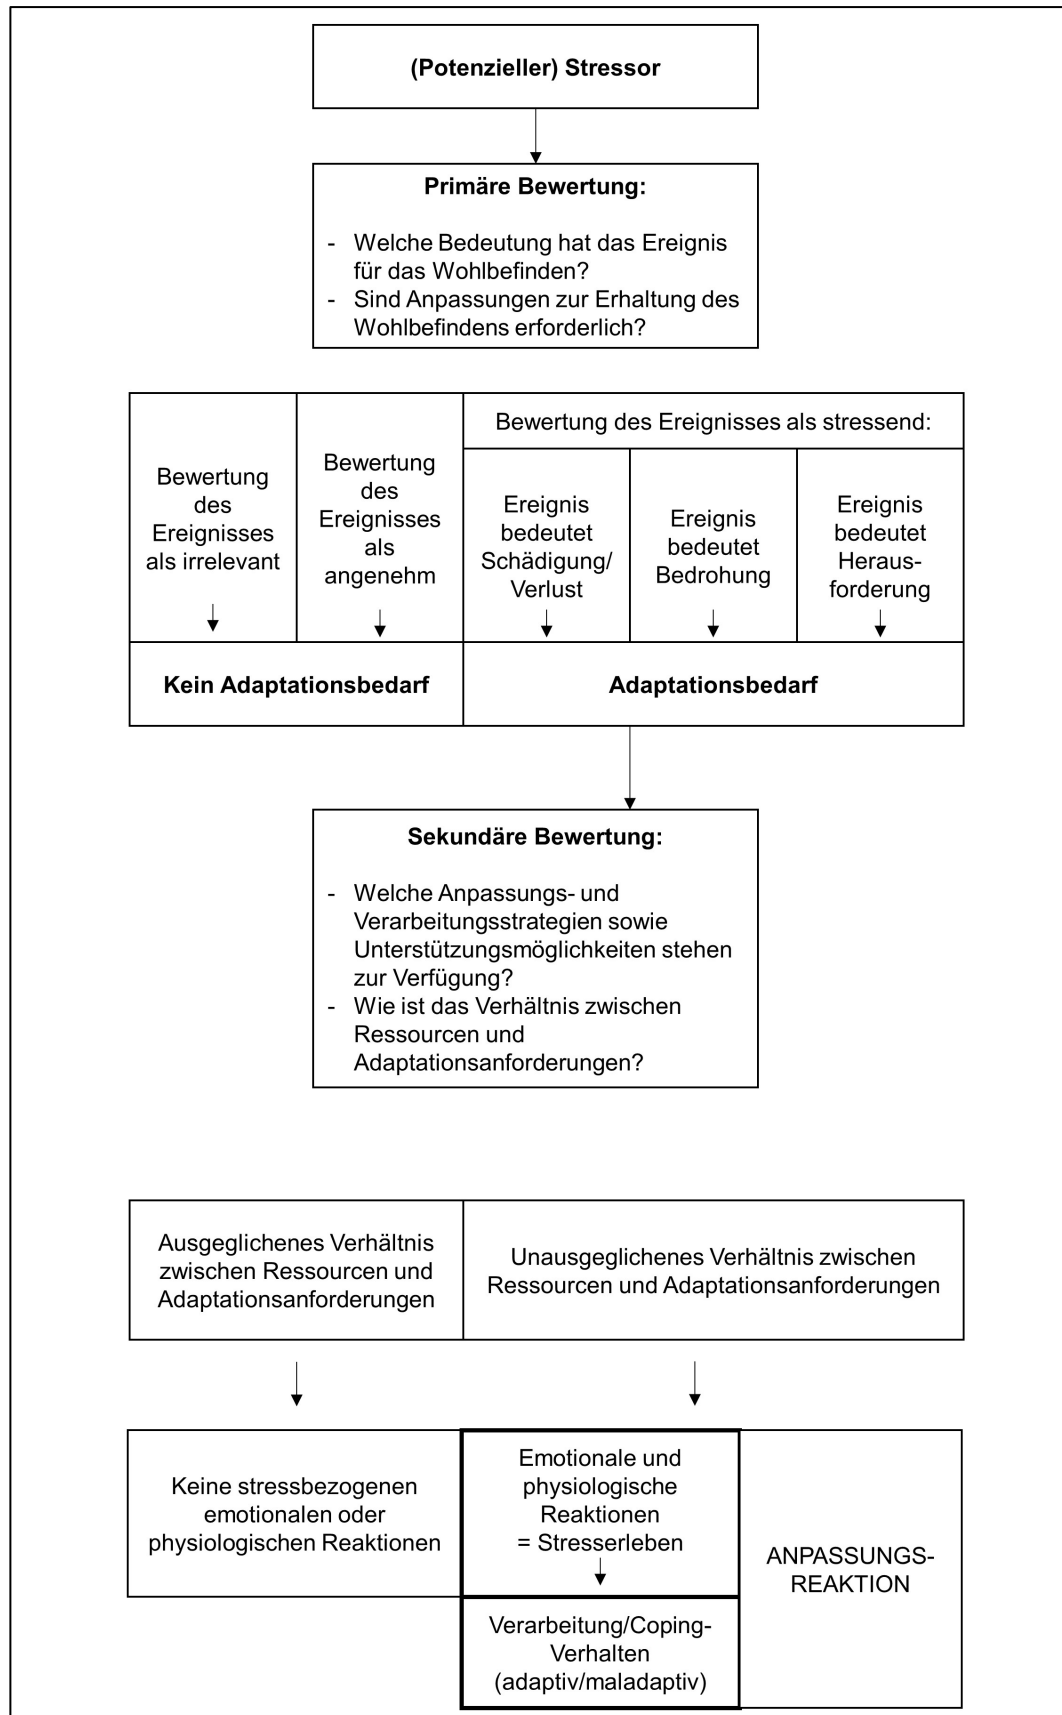 (Potenzieller) Stressor
Primäre Bewertung:
- Welche Bedeutung hat das Ereignis
für das Wohlbefinden?
- Sind Anpassungen zur Erhaltung des
Wohlbefindens erforderlich?
Bewertung
des
Ereignisses
als irrelevant
Bewertung
des
Ereignisses
als
angenehm
Bewertung des Ereignisses als stressend:
Ereignis
bedeutet
Schädigung/
Verlust
Ereignis
bedeutet
Bedrohung
Ereignis
bedeutet
Heraus-
forderung
Kein Adaptationsbedarf
Adaptationsbedarf
Sekundäre Bewertung:
- Welche Anpassungs- und
Verarbeitungsstrategien sowie
Unterstützungsmöglichkeiten stehen
zur Verfügung?
- Wie ist das Verhältnis zwischen
Ressourcen und
Adaptationsanforderungen?
Ausgeglichenes Verhältnis
zwischen Ressourcen und
Adaptationsanforderungen
Unausgeglichenes Verhältnis zwischen
Ressourcen und Adaptationsanforderungen
Keine stressbezogenen
emotionalen oder
physiologischen Reaktionen
Emotionale und
physiologische
Reaktionen
= Stresserleben
Verarbeitung/Coping-
Verhalten
(adaptiv/maladaptiv)
ANPASSUNGS-
REAKTION